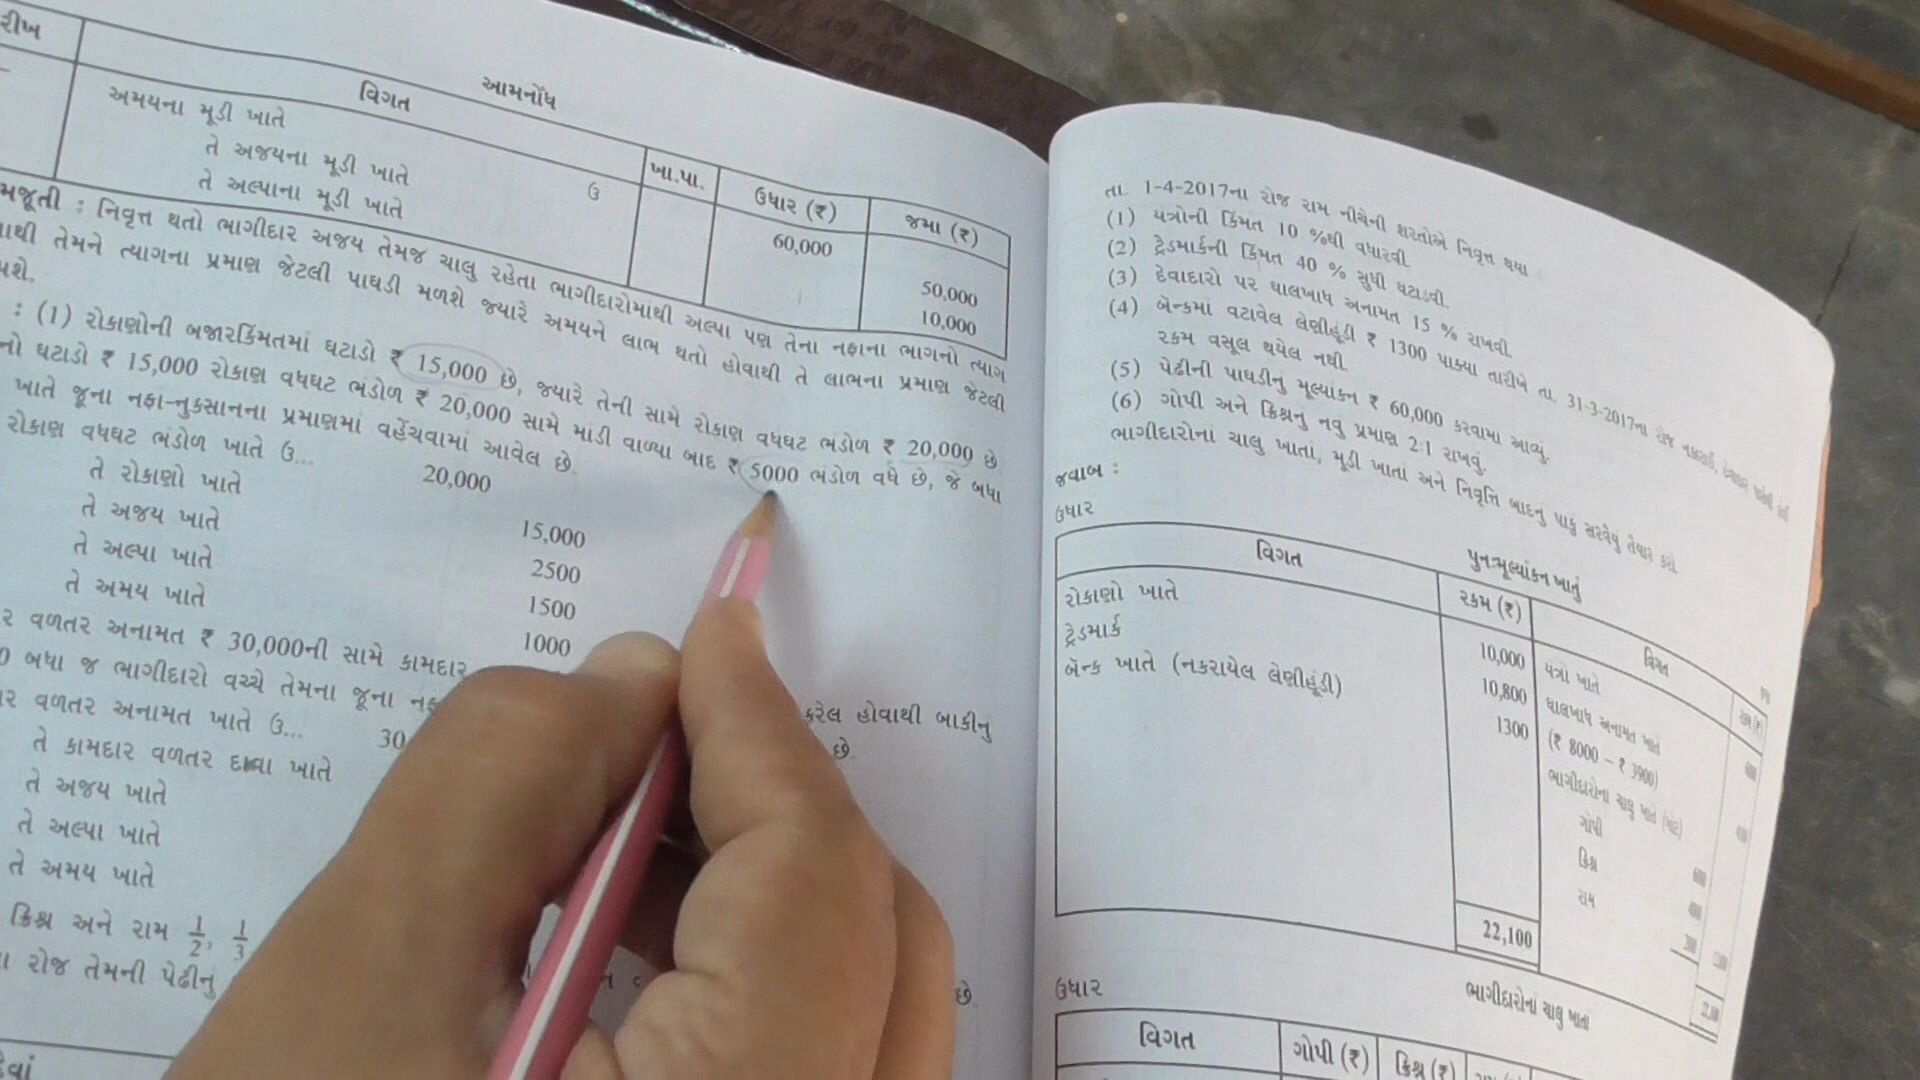 રીખ
વિગત
આમનોંધ
ખા.પા.
ઉધાર (₹)
જમા (₹)
અમયના મૂડી ખાતે
ઉ
60,000
તે અજયના મૂડી ખાતે
50,000
તે અલ્પાના મૂડી ખાતે
10,000
મજૂતી : નિવૃત્ત થતો ભાગીદાર અજય તેમજ ચાલુ રહેતા ભાગીદારોમાંથી અલ્પા પણ તેના નફાના ભાગનો ત્યાગ
ાથી તેમને ત્યાગના પ્રમાણ જેટલી પાઘડી મળશે જ્યારે અમયને લાભ થતો હોવાથી તે લાભના પ્રમાણ જેટલી
પશે.
: (1) રોકાણોની બજારકિંમતમાં ઘટાડો ₹ 15,000 છે, જ્યારે તેની સામે રોકાણ વધઘટ ભંડોળ ₹ 20,000 છે
નો ઘટાડો ₹ 15,000 રોકાણ વધઘટ ભંડોળ ₹ 20,000 સામે માંડી વાળ્યા બાદ ₹ 5000 ભંડોળ વધે છે, જે બધા
ખાતે જૂના નફા-નુકસાનના પ્રમાણમાં વહેંચવામાં આવેલ છે.
રોકાણ વધઘટ ભંડોળ ખાતે ઉ... 20,000
તે રોકાણો ખાતે 15,000
તે અજય ખાતે 2500
તે અલ્પા ખાતે 1500
તે અમય ખાતે 1000
ર વળતર અનામત ₹ 30,000ની સામે કામદાર
કરેલ હોવાથી બાકીનુ
0 બધા જ ભાગીદારો વચ્ચે તેમના જૂના નફ
છે.
ાર વળતર અનામત ખાતે ઉ... 30
તે કામદાર વળતર દાવા ખાતે
તે અજય ખાતે
તે અલ્પા ખાતે
તે અમય ખાતે
ક્રિશ્ન અને રામ 1/2, 1/3
ા રોજ તેમની પેઢીનુ
છે.
દેવાં
તા. 1-4-2017ના રોજ રામ નીચેની શરતોએ નિવૃત્ત થયા
(1) યંત્રોની કિંમત 10 %થી વધારવી.
(2) ટ્રેડમાર્કની કિંમત 40 % સુધી ઘટાડવી.
(3) દેવાદારો પર ઘાલખાધ અનામત 15 % રાખવી.
(4) બૅન્કમાં વટાવેલ લેણીહૂંડી ₹ 1300 પાક્યા તારીખે તા. 31-3-2017ના રોજ
રકમ વસૂલ થયેલ નથી.
(5) પેઢીની પાઘડીનુ મૂલ્યાંકન ₹ 60,000 કરવામા આવ્યું.
(6) ગોપી અને ક્રિશ્નનુ નવુ પ્રમાણ 2:1 રાખવું.
ભાગીદારોનાં ચાલુ ખાતાં, મૂડી ખાતાં અને નિવૃત્તિ બાદનું પાકુ સરવૈયું તૈયાર કરો.
જવાબ :
ઉધાર
પુનઃમૂલ્યાંકન ખાતું
વિગત
રકમ (₹)
વિગત
રોકાણો ખાતે
10,000
યંત્રો ખાતે
ટ્રેડમાર્ક
10,800
ઘાલખાધ અનામત ખાતે
બૅન્ક ખાતે (નકરાયેલ લેણીહૂંડી)
1300
(₹ 8000 – ₹ 3900)
ભાગીદારોના ચાલુ ખાતે
ગોપી
ક્રિશ્ન
રામ
22,100
ઉધાર
ભાગીદારોનાં ચાલુ ખાતાં
વિગત
ગોપી (₹)
ક્રિશ્ન (₹)